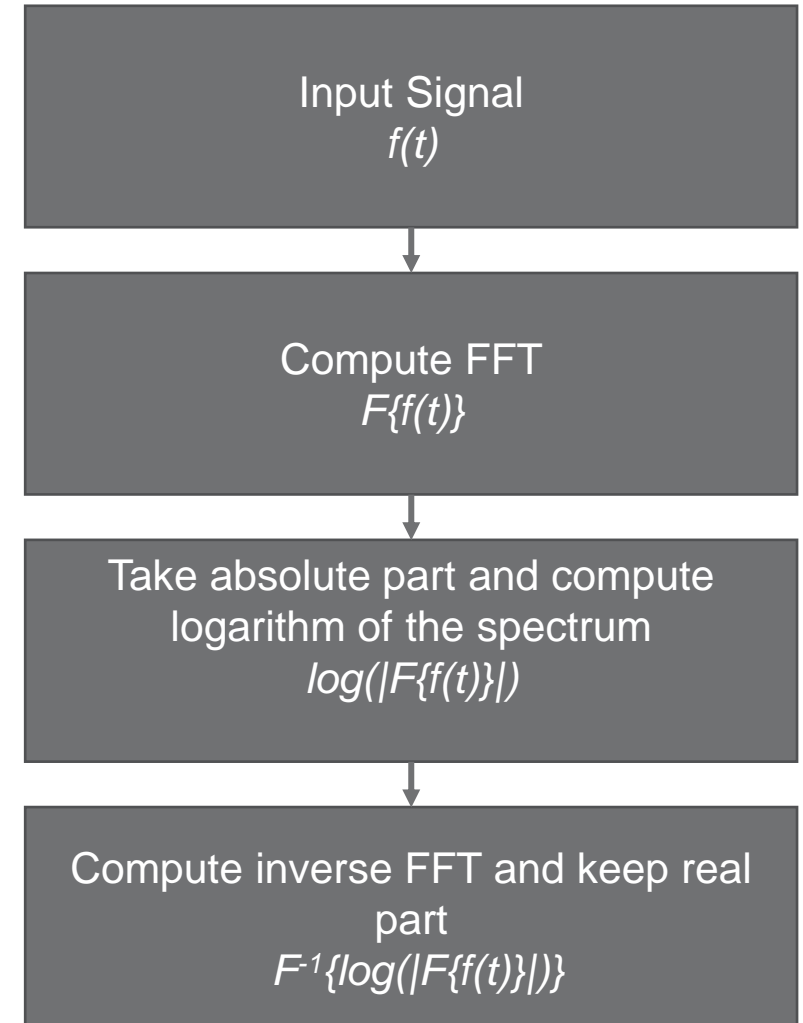 Input Signal
f(t)
Compute FFT
F{f(t)}
Take absolute part and compute
logarithm of the spectrum
log(|F{f(t)}|)
Compute inverse FFT and keep real
part
F⁻¹{log(|F{f(t)}|)}